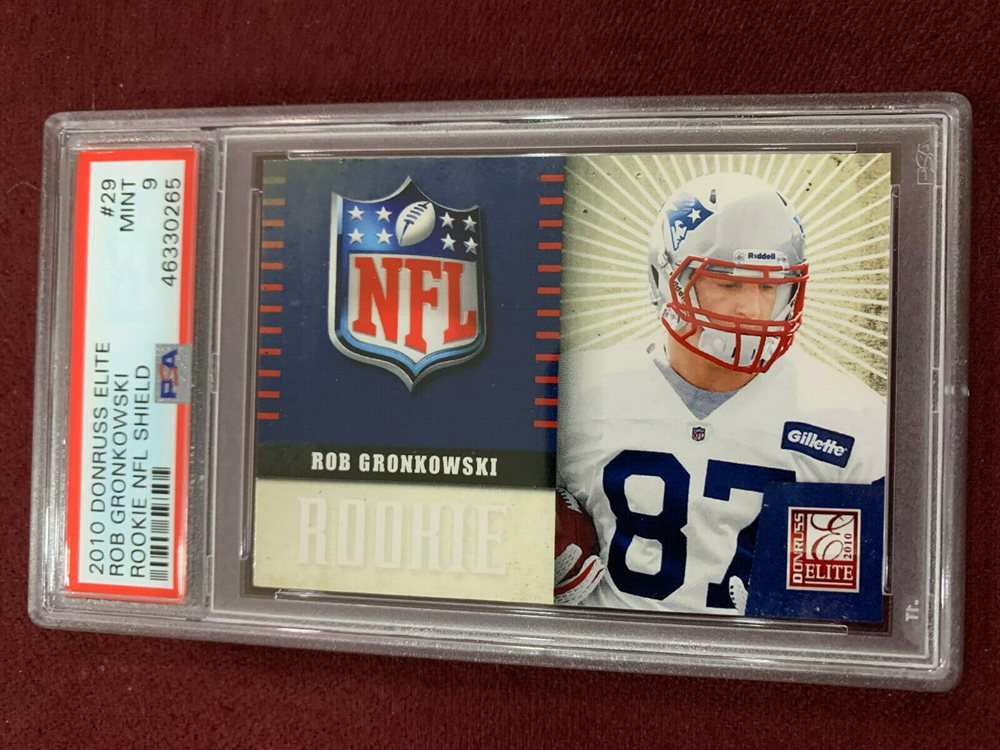 2010 DONRUSS ELITE
#29
ROB GRONKOWSKI
MINT
ROOKIE NFL SHIELD
9
PSA
46330265
NFL
ROB GRONKOWSKI
ROOKIE
Riddell
Gillette
87
DONRUSS
E
2010
ELITE
PSA